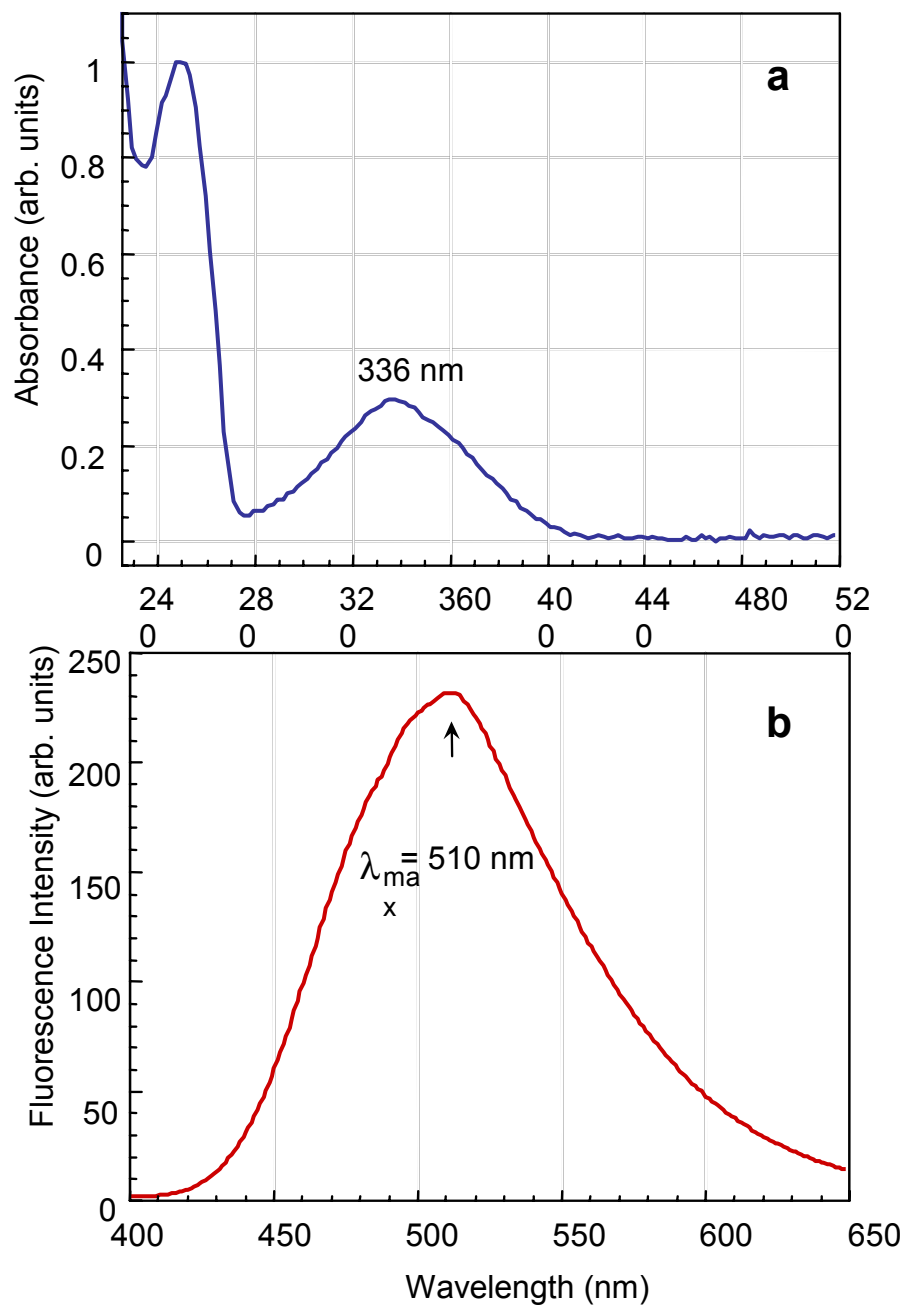 a
Absorbance (arb. units)
1
0.8
0.6
0.4
0.2
0
336 nm
24 28 32 360 40 44 480 52
0 0 0 0 0 0
b
Fluorescence Intensity (arb. units)
250
200
150
100
50
0
λma = 510 nm
x
400 450 500 550 600 650
Wavelength (nm)